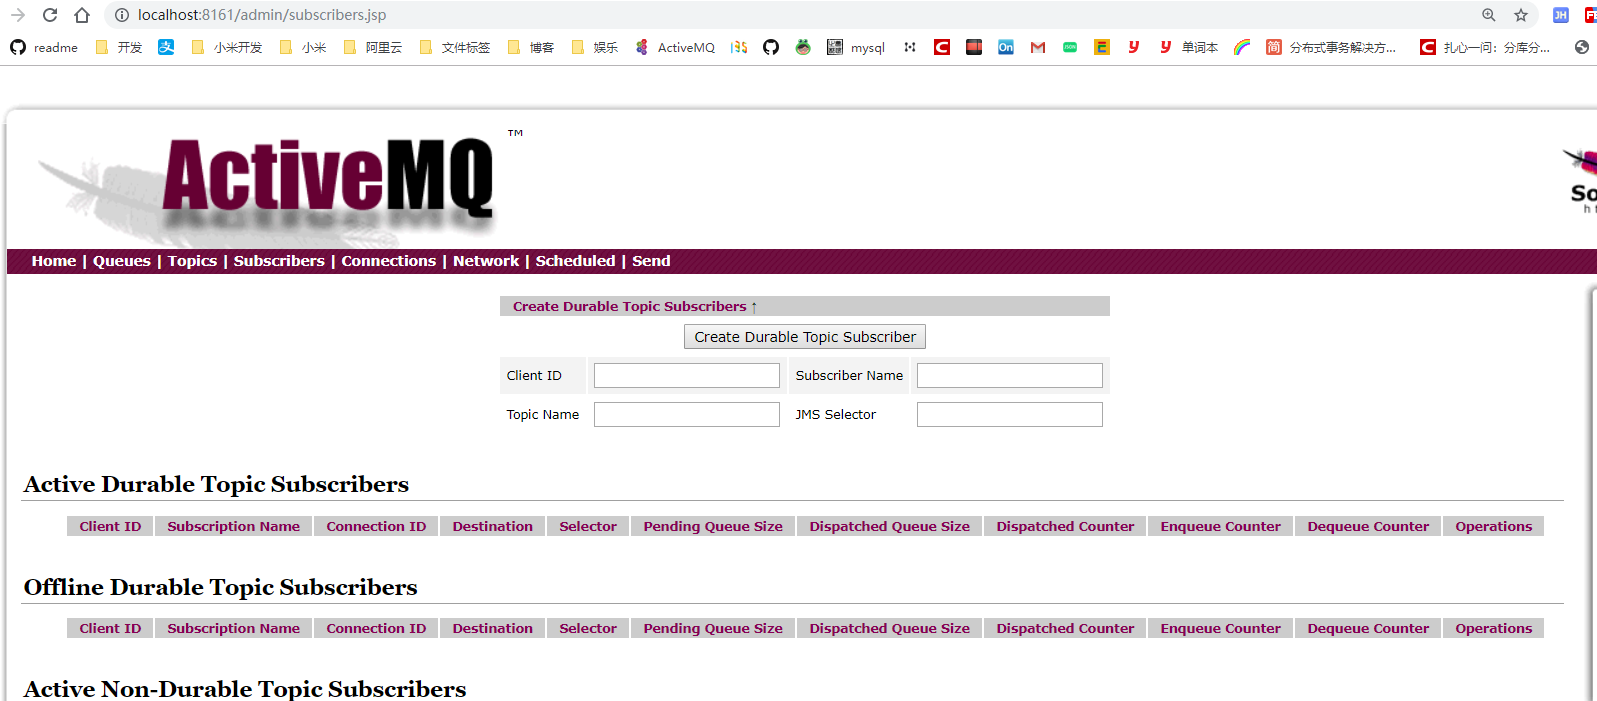 localhost:8161/admin/subscribers.jsp
readme 开发 支 小米开发 小米 阿里云 文件标签 博客 娱乐 ActiveMQ mysql C On M E y y 单词本 简 分布式事务解决方... C 扎心一问：分库分...
ActiveMQ ™
Home | Queues | Topics | Subscribers | Connections | Network | Scheduled | Send
Create Durable Topic Subscribers ↑
Create Durable Topic Subscriber
Client ID Subscriber Name
Topic Name JMS Selector
Active Durable Topic Subscribers
Client ID Subscription Name Connection ID Destination Selector Pending Queue Size Dispatched Queue Size Dispatched Counter Enqueue Counter Dequeue Counter Operations
Offline Durable Topic Subscribers
Client ID Subscription Name Connection ID Destination Selector Pending Queue Size Dispatched Queue Size Dispatched Counter Enqueue Counter Dequeue Counter Operations
Active Non-Durable Topic Subscribers